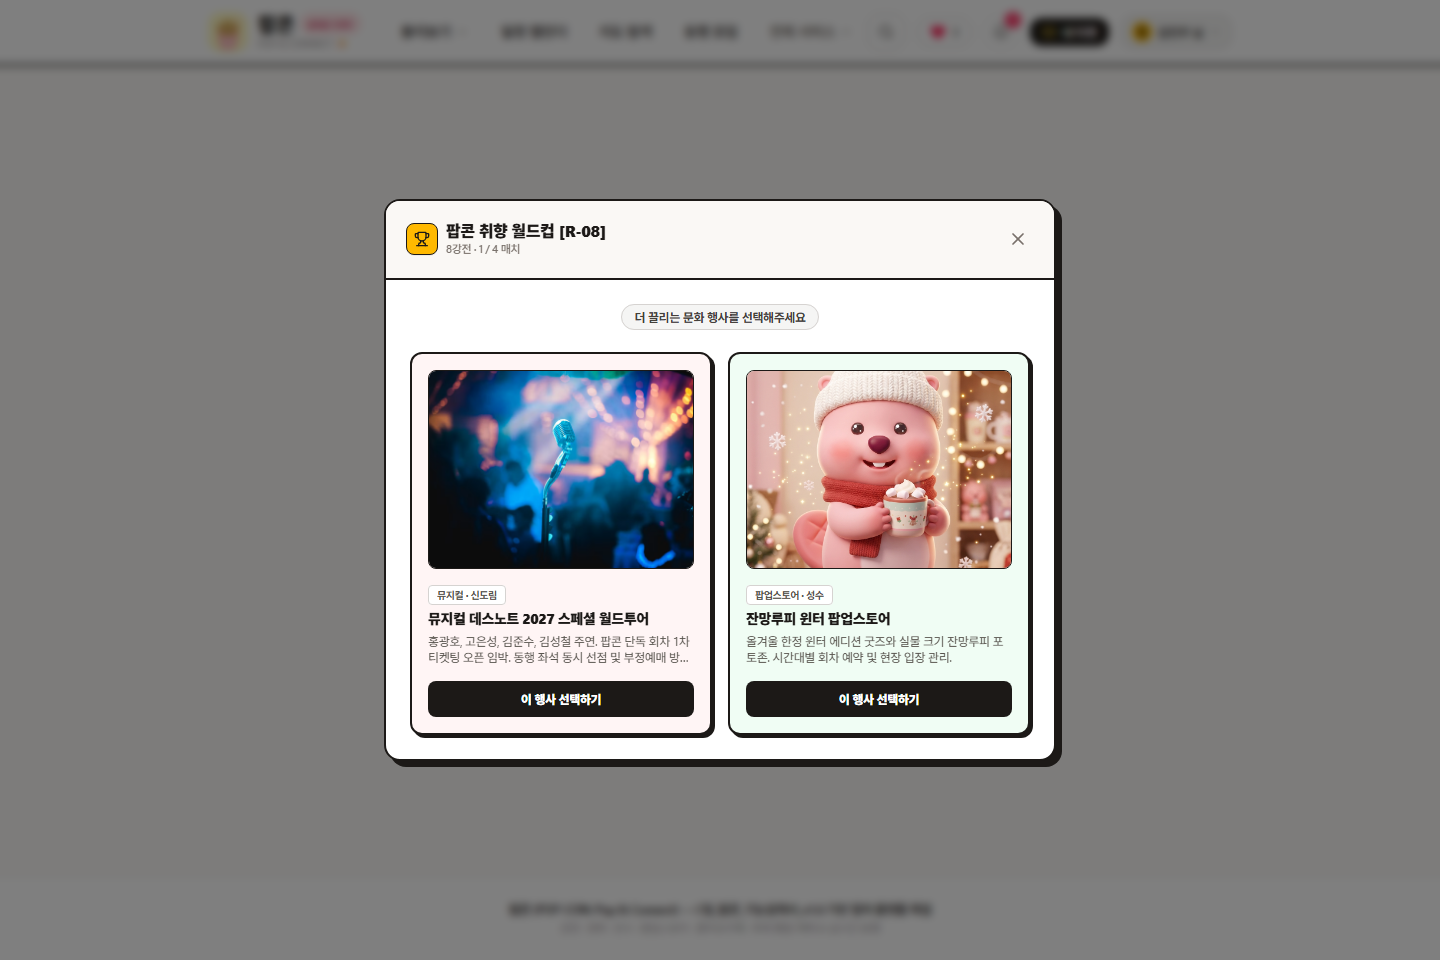 팝콘 취향 월드컵 [R-08]
8강전 · 1 / 4 매치
더 끌리는 문화 행사를 선택해주세요
뮤지컬 · 신도림
뮤지컬 데스노트 2027 스페셜 월드투어
홍광호, 고은성, 김준수, 김성철 주연. 팝콘 단독 회차 1차
티켓팅 오픈 임박. 동행 좌석 동시 선점 및 부정예매 방...
이 행사 선택하기
팝업스토어 · 성수
잔망루피 윈터 팝업스토어
올겨울 한정 윈터 에디션 굿즈와 실물 크기 잔망루피 포
토존. 시간대별 회차 예약 및 현장 입장 관리.
이 행사 선택하기